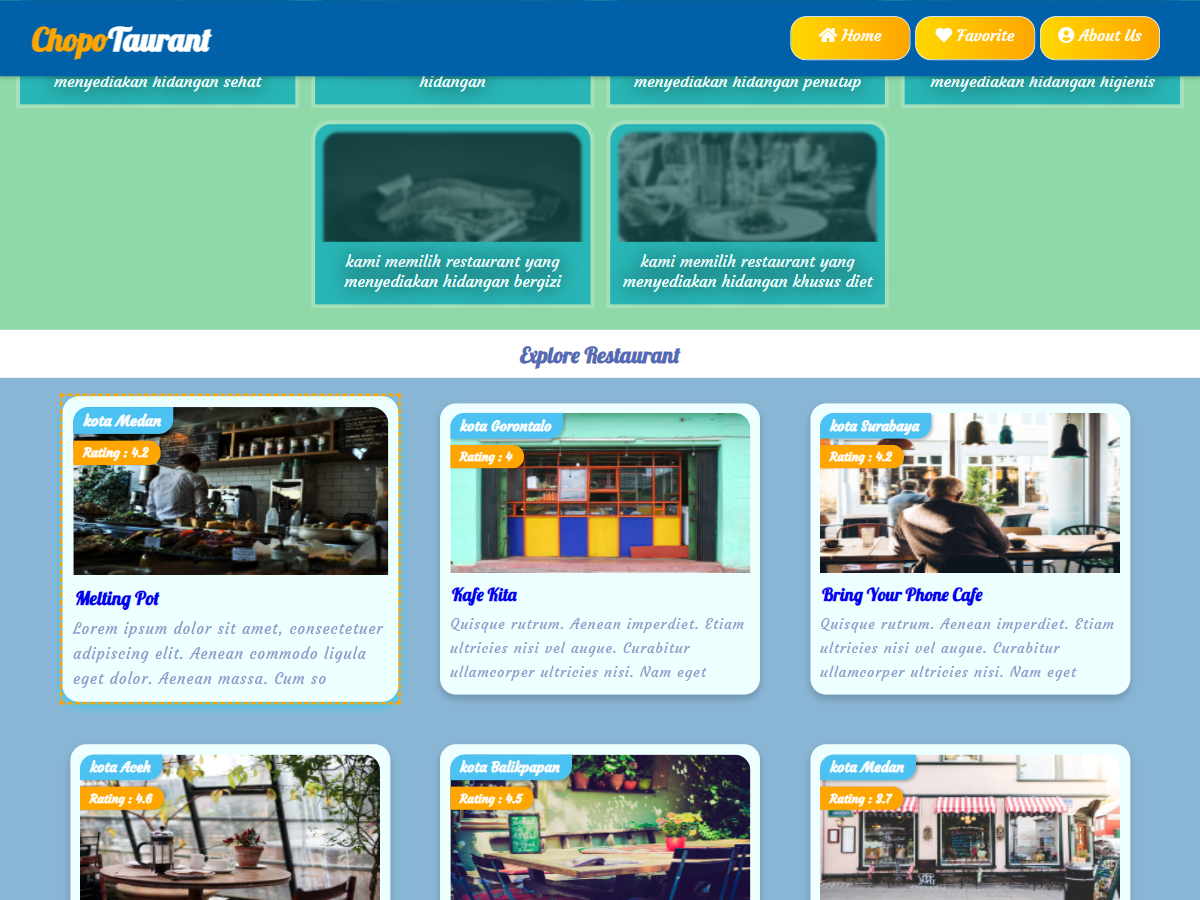 ChopoTaurant
Home
Favorite
About Us
menyediakan hidangan sehat
hidangan
menyediakan hidangan penutup
menyediakan hidangan higienis
kami memilih restaurant yang
menyediakan hidangan bergizi
kami memilih restaurant yang
menyediakan hidangan khusus diet
Explore Restaurant
kota Medan
Rating : 4.2
Melting Pot
Lorem ipsum dolor sit amet, consectetuer
adipiscing elit. Aenean commodo ligula
eget dolor. Aenean massa. Cum so
kota Gorontalo
Rating : 4
Kafe Kita
Quisque rutrum. Aenean imperdiet. Etiam
ultricies nisi vel augue. Curabitur
ullamcorper ultricies nisi. Nam eget
kota Surabaya
Rating : 4.2
Bring Your Phone Cafe
Quisque rutrum. Aenean imperdiet. Etiam
ultricies nisi vel augue. Curabitur
ullamcorper ultricies nisi. Nam eget
kota Aceh
Rating : 4.6
kota Balikpapan
Rating : 4.5
kota Medan
Rating : 3.7